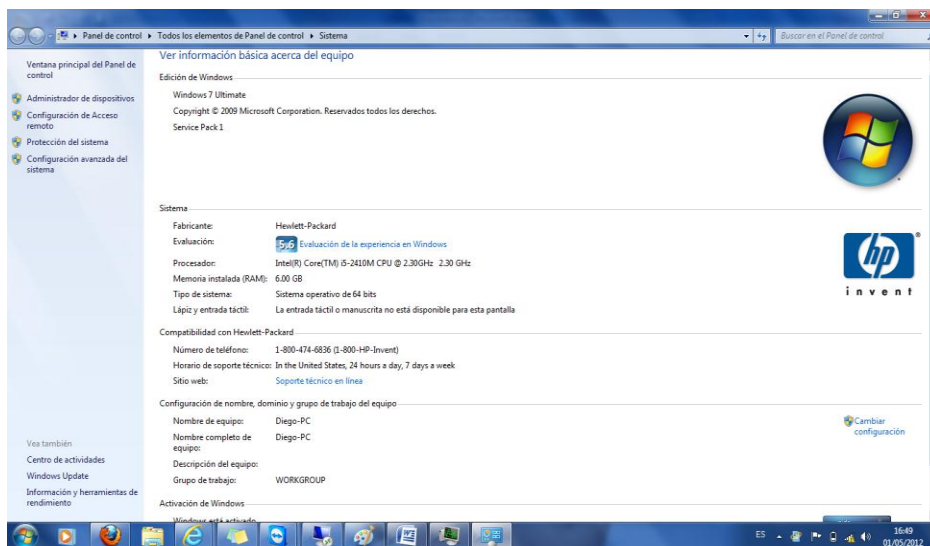 Panel de control ▸ Todos los elementos de Panel de control ▸ Sistema
Buscar en el Panel de control
Ventana principal del Panel de
control
Administrador de dispositivos
Configuración de Acceso
remoto
Protección del sistema
Configuración avanzada del
sistema
Ver información básica acerca del equipo
Edición de Windows
Windows 7 Ultimate
Copyright © 2009 Microsoft Corporation. Reservados todos los derechos.
Service Pack 1
Sistema
Fabricante: Hewlett-Packard
Evaluación: 5,6 Evaluación de la experiencia en Windows
Procesador: Intel(R) Core(TM) i5-2410M CPU @ 2.30GHz 2.30 GHz
Memoria instalada (RAM): 6.00 GB
Tipo de sistema: Sistema operativo de 64 bits
Lápiz y entrada táctil: La entrada táctil o manuscrita no está disponible para esta pantalla
hp
invent
Compatibilidad con Hewlett-Packard
Número de teléfono: 1-800-474-6836 (1-800-HP-Invent)
Horario de soporte técnico: In the United States, 24 hours a day, 7 days a week
Sitio web: Soporte técnico en línea
Configuración de nombre, dominio y grupo de trabajo del equipo
Nombre de equipo: Diego-PC
Cambiar
configuración
Nombre completo de
equipo: Diego-PC
Descripción del equipo:
Grupo de trabajo: WORKGROUP
Activación de Windows
Windows está activado
Vea también
Centro de actividades
Windows Update
Información y herramientas de
rendimiento
ES
16:49
01/05/2012